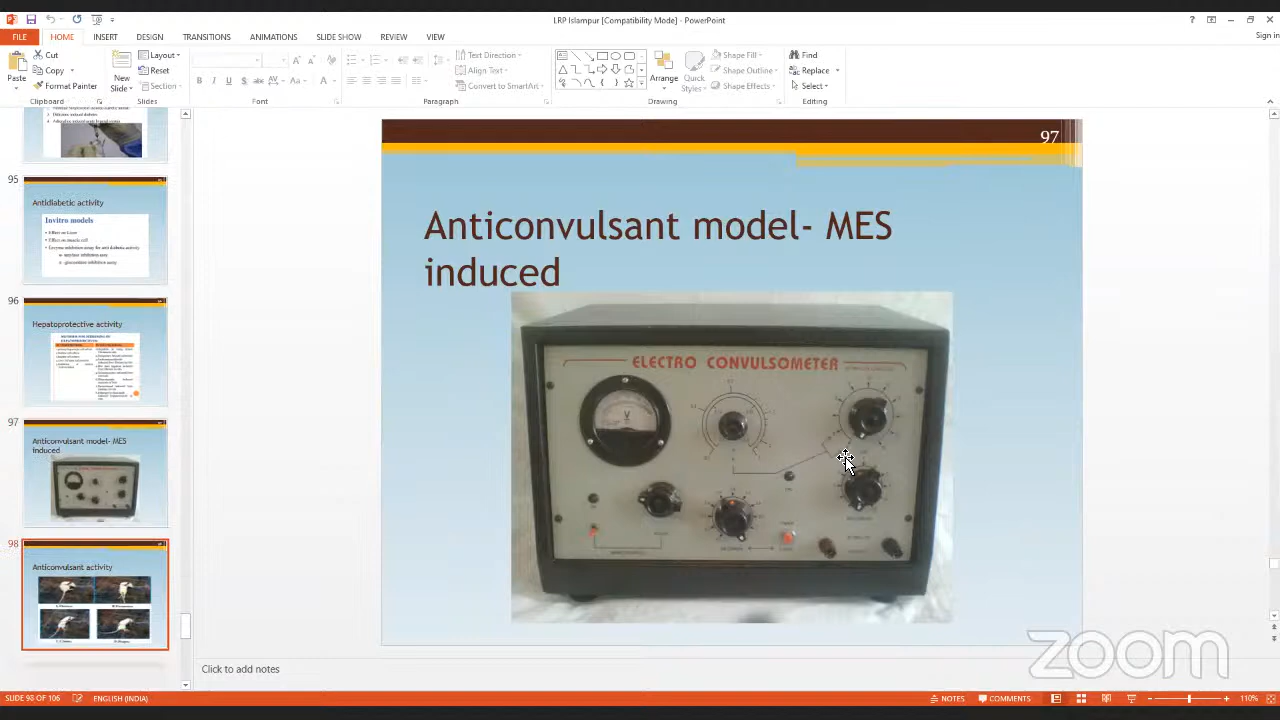 LRP Islampur [Compatibility Mode] - PowerPoint
Sign in
FILE
HOME
INSERT
DESIGN
TRANSITIONS
ANIMATIONS
SLIDE SHOW
REVIEW
VIEW
Paste
Cut
Copy
Format Painter
Clipboard
New
Slide
Layout
Reset
Section
Slides
Font
Text Direction
Align Text
Convert to SmartArt
Paragraph
Arrange
Quick
Styles
Shape Fill
Shape Outline
Shape Effects
Drawing
Find
Replace
Select
Editing
95
Antidiabetic activity
Invitro models
96
Hepatoprotective activity
97
Anticonvulsant model- MES
induced
98
Anticonvulsant activity
97
Anticonvulsant model- MES
induced
ELECTRO CONVULSOMETER
V
zoom
Click to add notes
SLIDE 98 OF 106
ENGLISH (INDIA)
NOTES
COMMENTS
110%